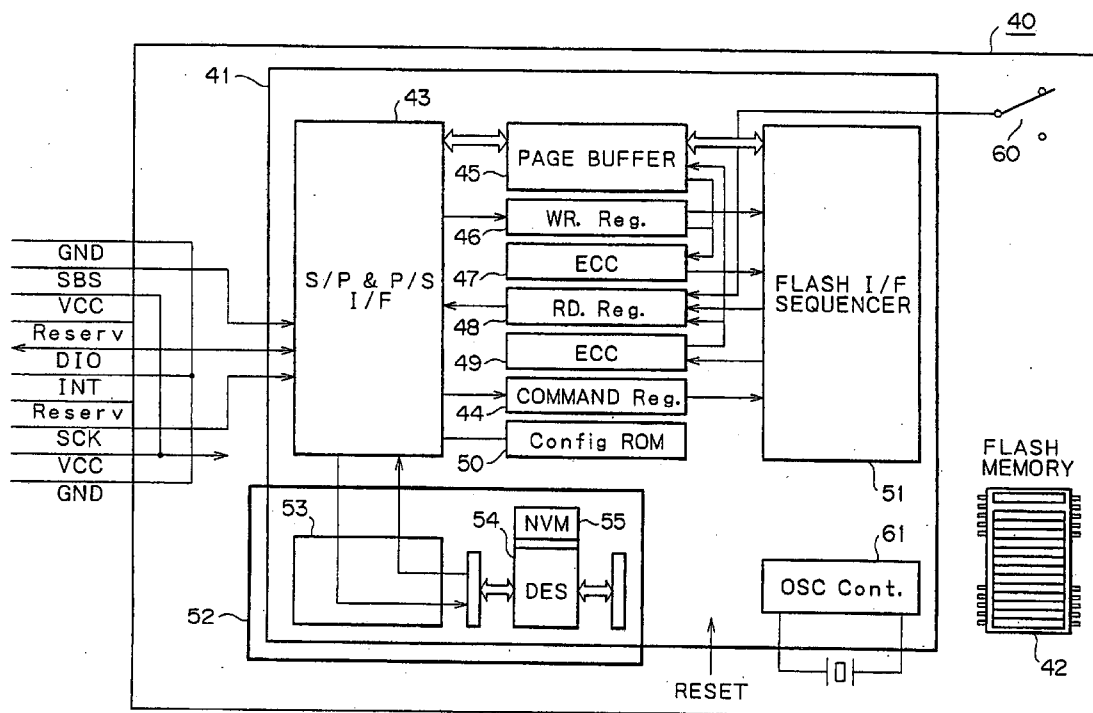 40
41
43
60
PAGE BUFFER
45
WR. Reg.
46
ECC
47
RD. Reg.
48
ECC
49
COMMAND Reg.
44
Config ROM
50
S/P & P/S
I/F
FLASH I/F
SEQUENCER
51
GND
SBS
VCC
Reserv
DIO
INT
Reserv
SCK
VCC
GND
52
53
54
NVM
55
DES
61
OSC Cont.
RESET
FLASH
MEMORY
42